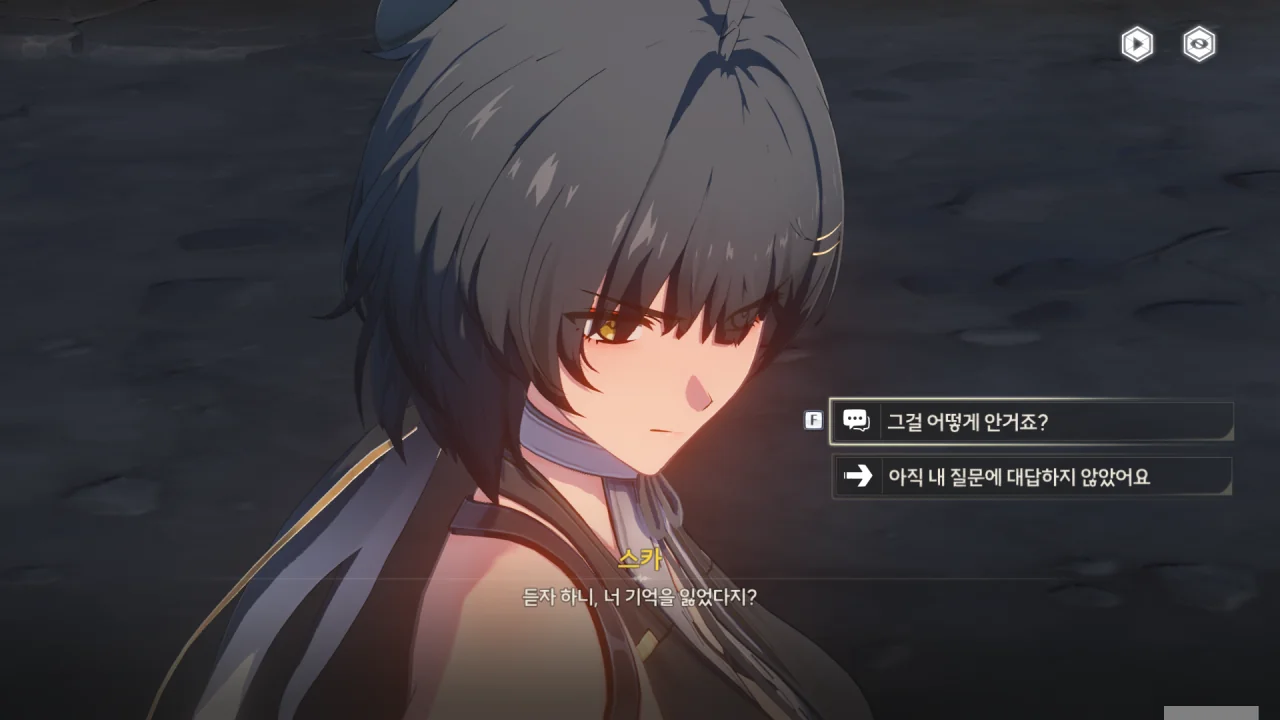 F
그걸 어떻게 안거죠?
아직 내 질문에 대답하지 않았어요
스카
듣자 하니, 너 기억을 잃었다지?